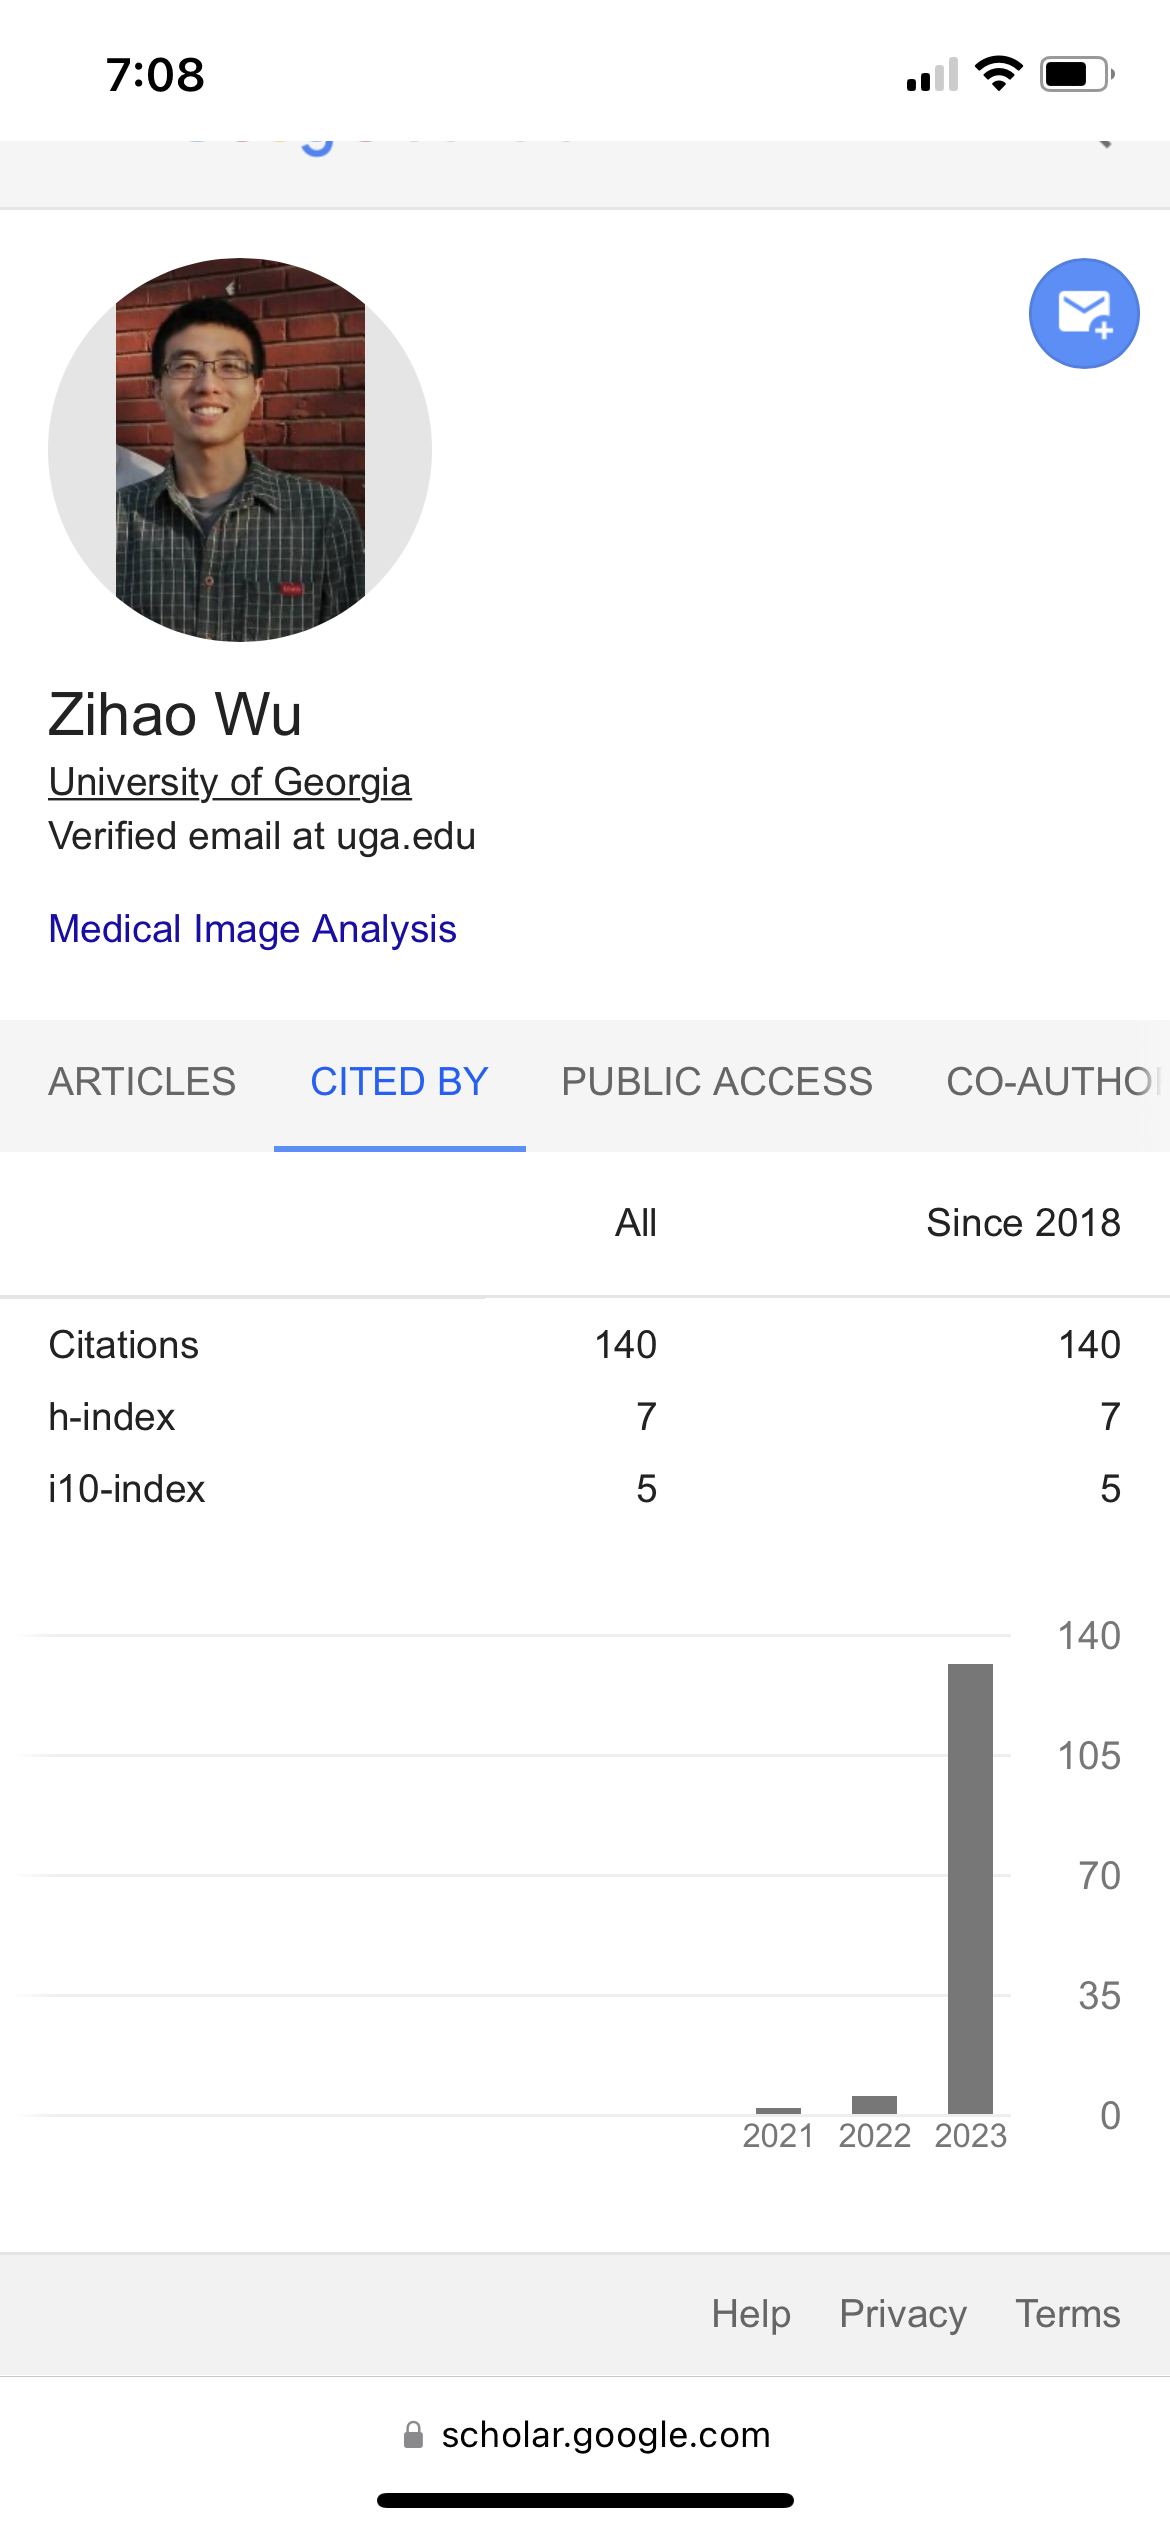 7:08
Zihao Wu
University of Georgia
Verified email at uga.edu
Medical Image Analysis
ARTICLES CITED BY PUBLIC ACCESS CO-AUTHO
All Since 2018
Citations 140 140
h-index 7 7
i10-index 5 5
140
105
70
35
0
2021 2022 2023
Help Privacy Terms
scholar.google.com